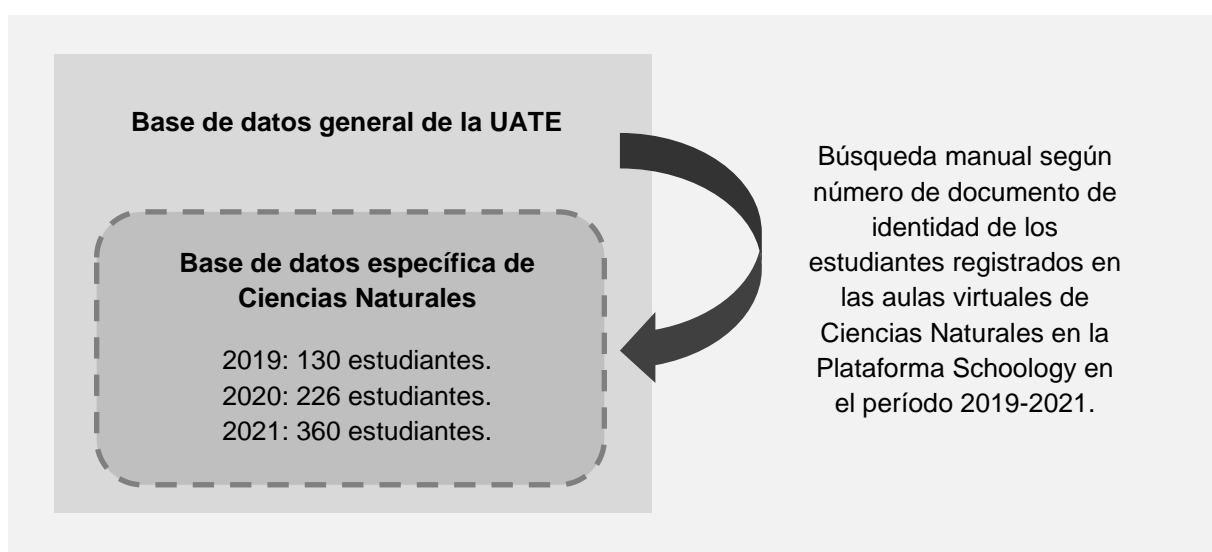 Base de datos general de la UATE
Base de datos específica de
Ciencias Naturales
2019: 130 estudiantes.
2020: 226 estudiantes.
2021: 360 estudiantes.
Búsqueda manual según
número de documento de
identidad de los
estudiantes registrados en
las aulas virtuales de
Ciencias Naturales en la
Plataforma Schoology en
el período 2019-2021.